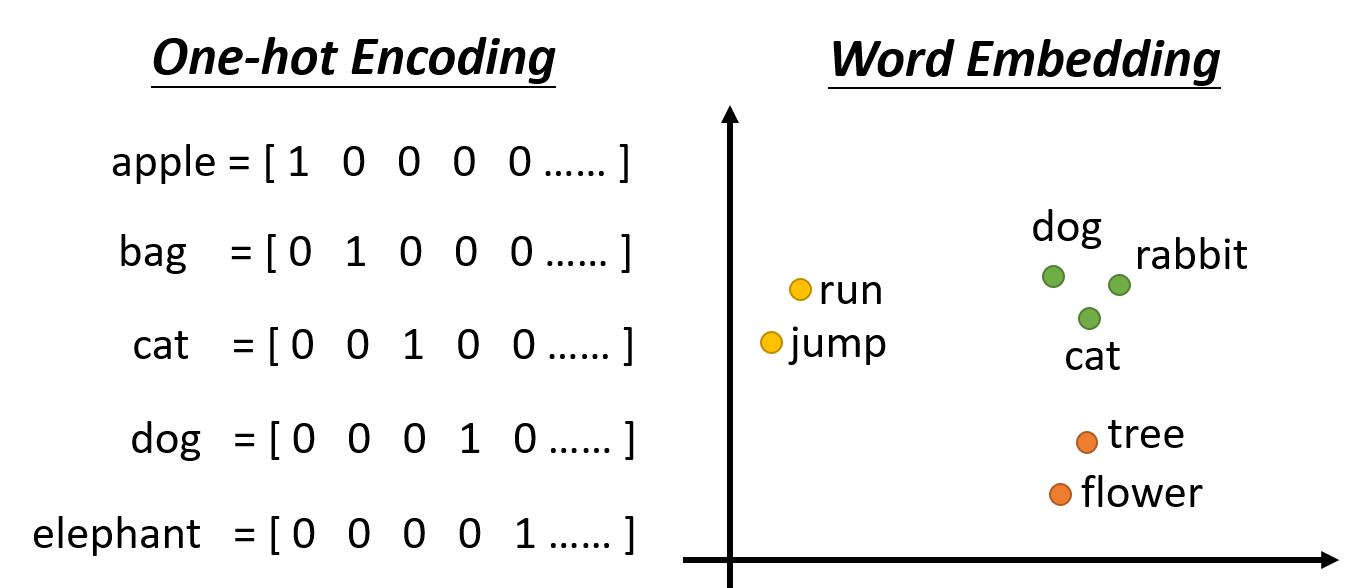 One-hot Encoding
apple = [ 1 0 0 0 0 …… ]
bag = [ 0 1 0 0 0 …… ]
cat = [ 0 0 1 0 0 …… ]
dog = [ 0 0 0 1 0 …… ]
elephant = [ 0 0 0 0 1 …… ]
Word Embedding
dog
rabbit
run
jump
cat
tree
flower